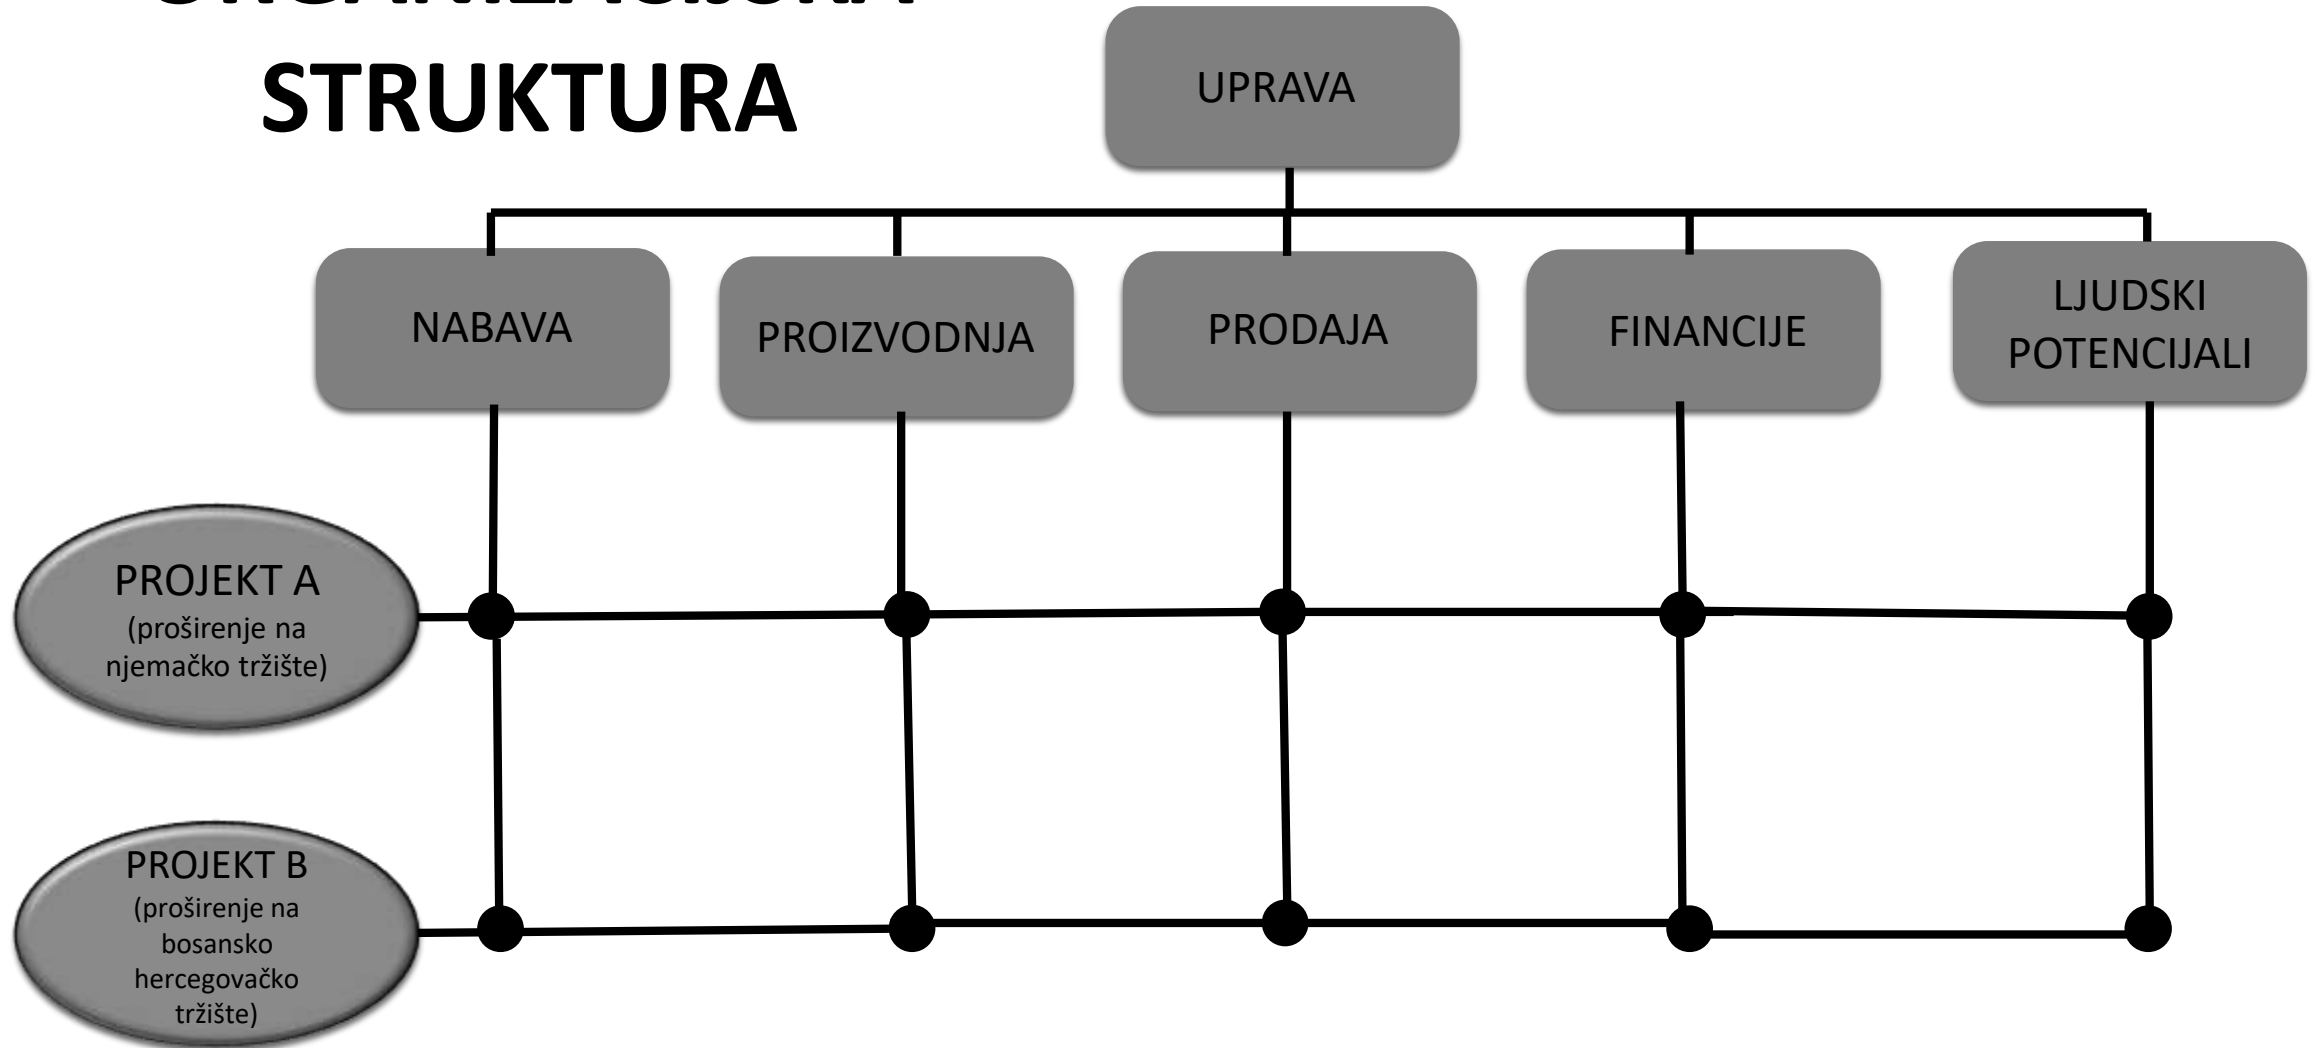 ORGANIZACIJSKA
STRUKTURA
UPRAVA
NABAVA
PROIZVODNJA
PRODAJA
FINANCIJE
LJUDSKI
POTENCIJALI
PROJEKT A
(proširenje na
njemačko tržište)
PROJEKT B
(proširenje na
bosansko
hercegovačko
tržište)